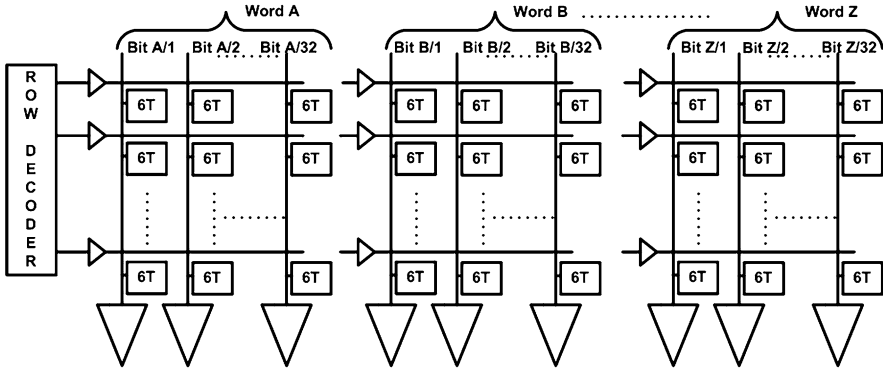 Word A Word B Word Z
Bit A/1 Bit A/2 Bit A/32 Bit B/1 Bit B/2 Bit B/32 Bit Z/1 Bit Z/2 Bit Z/32
ROW DECODER
6T 6T 6T 6T 6T 6T 6T 6T 6T
6T 6T 6T 6T 6T 6T 6T 6T 6T
6T 6T 6T 6T 6T 6T 6T 6T 6T